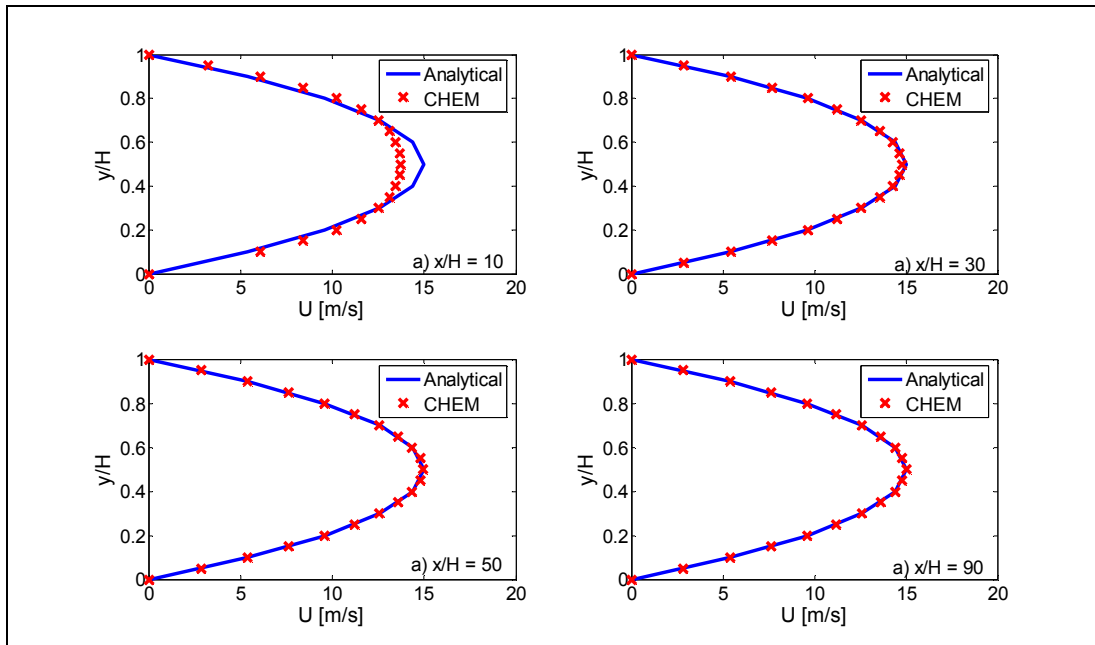 1
0.8
0.6
0.4
0.2
0
y/H
0 5 10 15 20
U [m/s]
Analytical
CHEM
a) x/H = 10
1
0.8
0.6
0.4
0.2
0
y/H
0 5 10 15 20
U [m/s]
Analytical
CHEM
a) x/H = 30
1
0.8
0.6
0.4
0.2
0
y/H
0 5 10 15 20
U [m/s]
Analytical
CHEM
a) x/H = 50
1
0.8
0.6
0.4
0.2
0
y/H
0 5 10 15 20
U [m/s]
Analytical
CHEM
a) x/H = 90